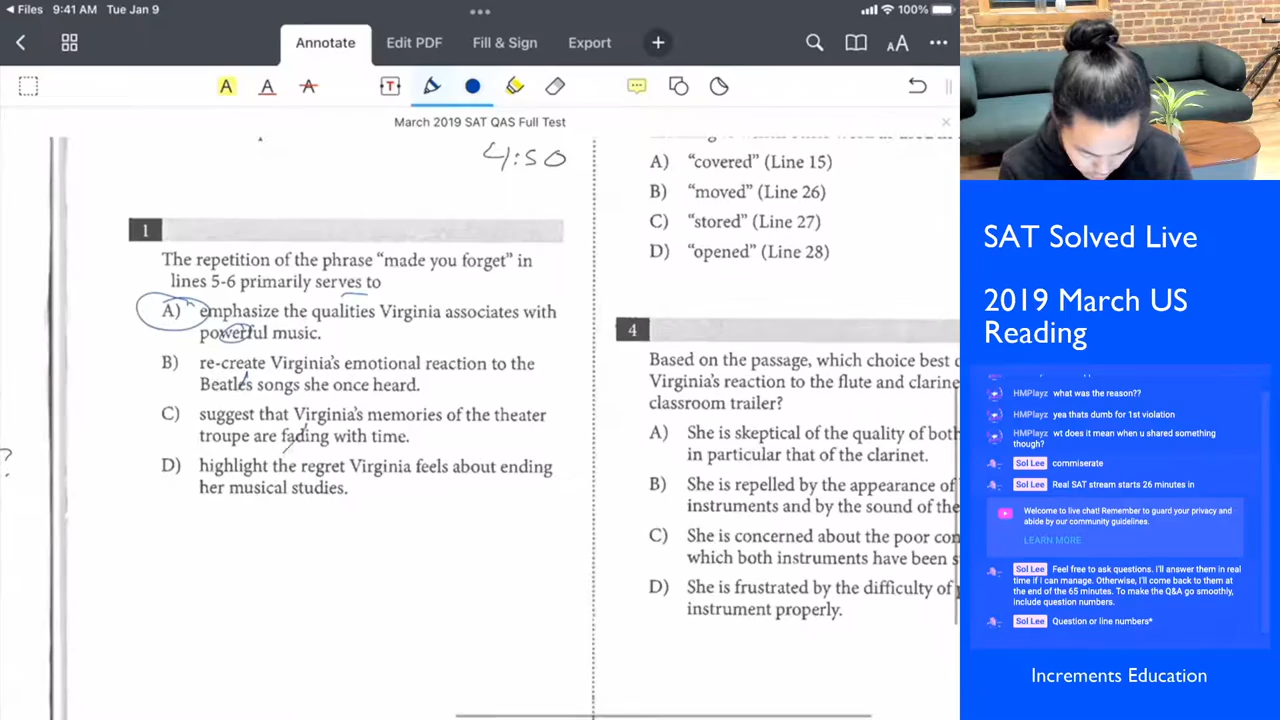 Files 9:41 AM Tue Jan 9
100%
Annotate
Edit PDF
Fill & Sign
Export
A A A T AA
March 2019 SAT QAS Full Test
4:50
1
The repetition of the phrase “made you forget” in
lines 5-6 primarily serves to
A) emphasize the qualities Virginia associates with
powerful music.
B) re-create Virginia’s emotional reaction to the
Beatles songs she once heard.
C) suggest that Virginia’s memories of the theater
troupe are fading with time.
D) highlight the regret Virginia feels about ending
her musical studies.
?
A) “covered” (Line 15)
B) “moved” (Line 26)
C) “stored” (Line 27)
D) “opened” (Line 28)
4
Based on the passage, which choice best
Virginia’s reaction to the flute and
classroom trailer?
A) She is skeptical of the quality of
in particular that of the clarinet.
B) She is repelled by the appearance of
instruments and by the sound of the
C) She is concerned about the poor
which both instruments have been
D) She is frustrated by the difficulty of
instrument properly.
SAT Solved Live
2019 March US
Reading
HMPlayz what was the reason??
HMPlayz yea thats dumb for 1st violation
HMPlayz wt does it mean when u shared something
though?
Sol Lee commiserate
Sol Lee Real SAT stream starts 26 minutes in
Welcome to live chat! Remember to guard your privacy and
abide by our community guidelines.
LEARN MORE
Sol Lee Feel free to ask questions. I'll answer them in real
time if I can manage. Otherwise, I'll come back to them at
the end of the 65 minutes. To make the Q&A go smoothly,
include question numbers.
Sol Lee Question or line numbers*
Increments Education